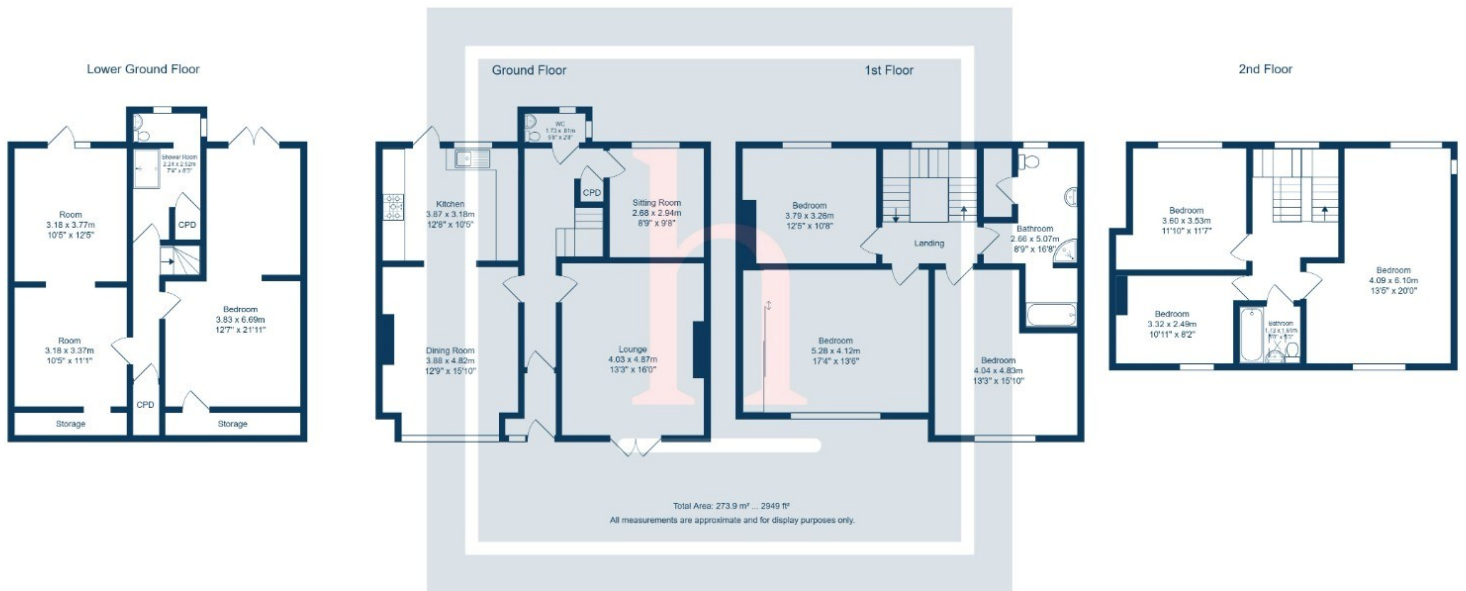 Lower Ground Floor
Shower Room
2.24 x 2.52m
7'4" x 8'3"
Room
3.18 x 3.77m
10'5" x 12'5"
CPD
Room
3.18 x 3.37m
10'5" x 11'1"
Bedroom
3.83 x 6.69m
12'7" x 21'11"
CPD
Storage
Storage
Ground Floor
WC
1.73 x .81m
5'8" x 2'8"
Kitchen
3.87 x 3.18m
12'8" x 10'5"
CPD
Sitting Room
2.68 x 2.94m
8'9" x 9'8"
Dining Room
3.88 x 4.82m
12'9" x 15'10"
Lounge
4.03 x 4.87m
13'3" x 16'0"
h
1st Floor
Bedroom
3.79 x 3.26m
12'5" x 10'8"
Landing
Bathroom
2.66 x 5.07m
8'9" x 16'8"
Bedroom
5.28 x 4.12m
17'4" x 13'6"
Bedroom
4.04 x 4.83m
13'3" x 15'10"
2nd Floor
Bedroom
3.60 x 3.53m
11'10" x 11'7"
Bedroom
4.09 x 6.10m
13'5" x 20'0"
Bedroom
3.32 x 2.49m
10'11" x 8'2"
Bathroom
Total Area: 273.9 m² ... 2949 ft²
All measurements are approximate and for display purposes only.